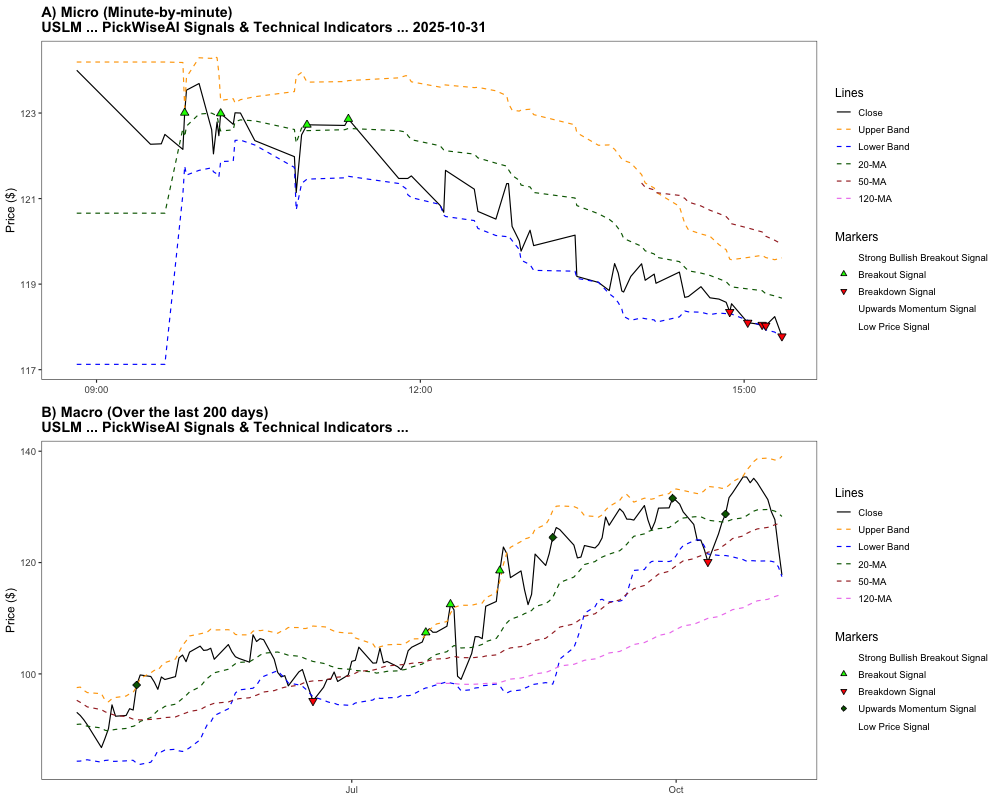 A) Micro (Minute-by-minute)
USLM ... PickWiseAI Signals & Technical Indicators ... 2025-10-31
Price ($)
123
121
119
117
09:00
12:00
15:00
Lines
Close
Upper Band
Lower Band
20-MA
50-MA
120-MA
Markers
Strong Bullish Breakout Signal
Breakout Signal
Breakdown Signal
Upwards Momentum Signal
Low Price Signal
B) Macro (Over the last 200 days)
USLM ... PickWiseAI Signals & Technical Indicators ...
Price ($)
140
120
100
Jul
Oct
Lines
Close
Upper Band
Lower Band
20-MA
50-MA
120-MA
Markers
Strong Bullish Breakout Signal
Breakout Signal
Breakdown Signal
Upwards Momentum Signal
Low Price Signal